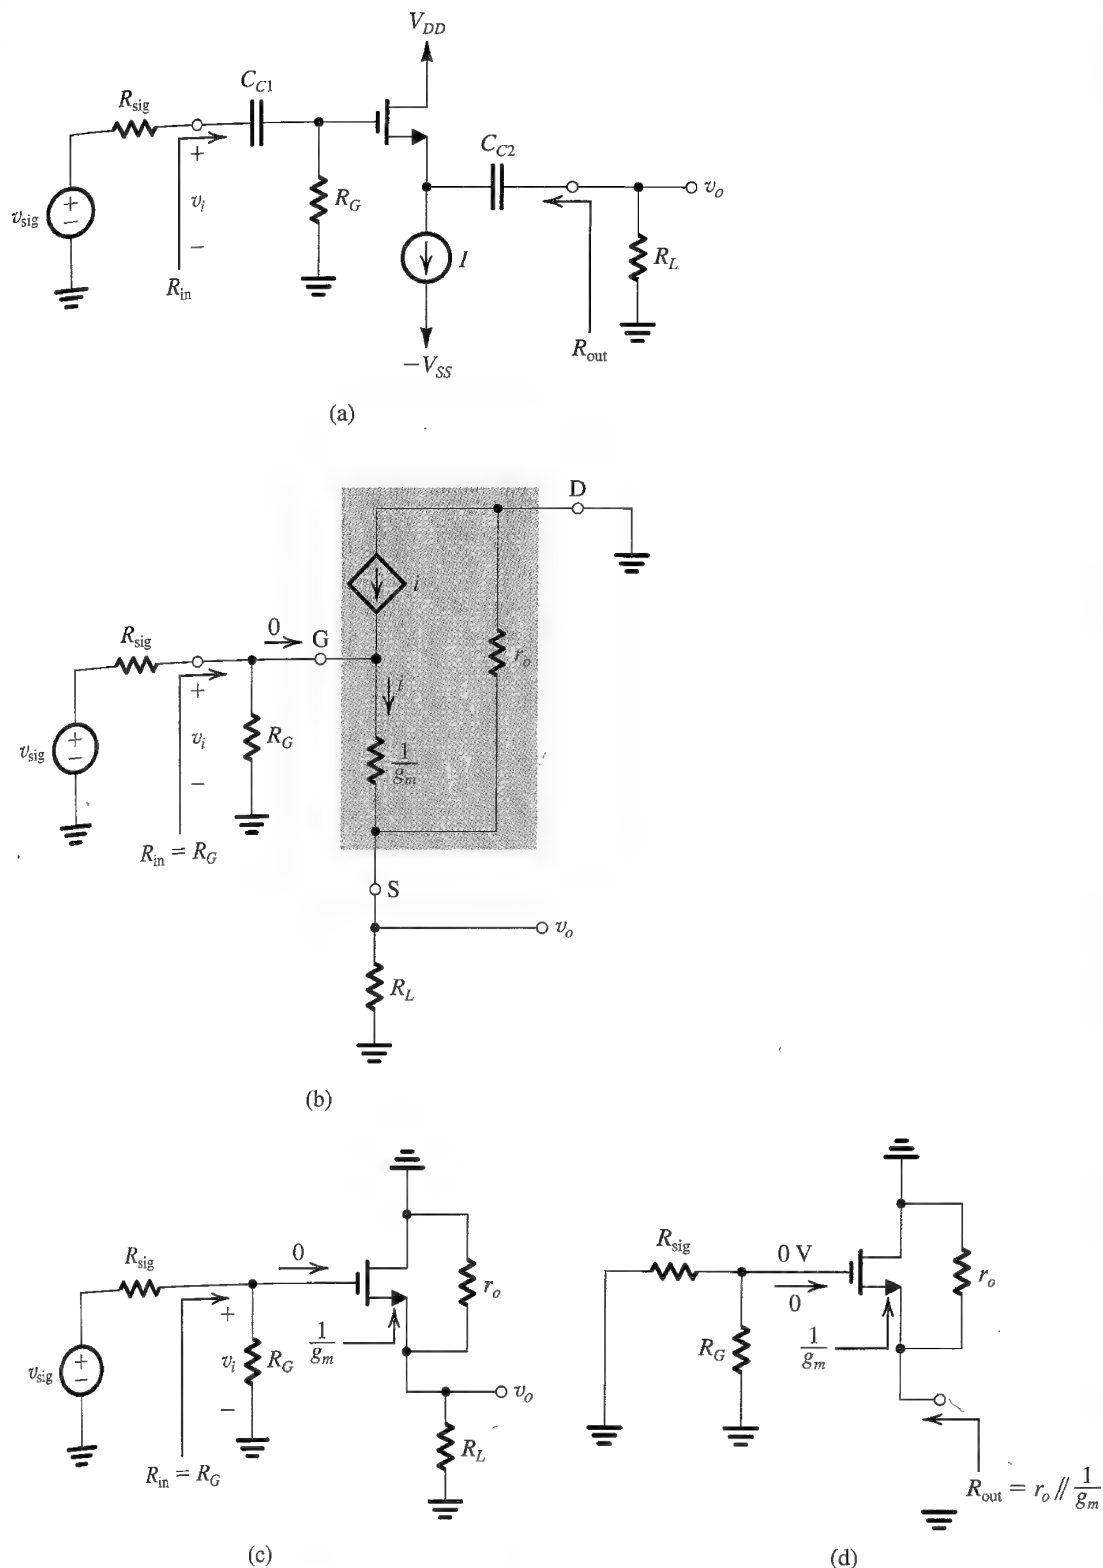 V_DD
C_C1
R_sig
C_C2
+
v_i
−
R_G
v_o
v_sig
+
−
I
R_L
R_in
R_out
−V_SS
(a)
D
i
0
G
R_sig
r_o
i
+
v_i
−
R_G
v_sig
+
−
1/g_m
R_in = R_G
S
v_o
R_L
(b)
0
R_sig
r_o
+
v_i
−
R_G
1/g_m
v_sig
+
−
v_o
R_L
R_in = R_G
(c)
R_sig
0 V
0
r_o
R_G
1/g_m
R_out = r_o // 1/g_m
(d)